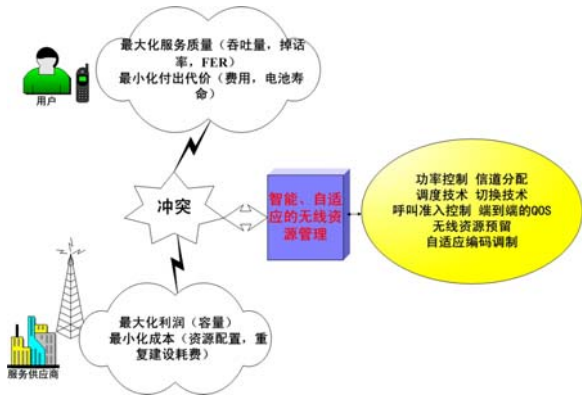 最大化服务质量（吞吐量，掉话
率，FER）
最小化付出代价（费用，电池寿
命）
用户
冲突
智能、自适
应的无线资
源管理
功率控制 信道分配
调度技术 切换技术
呼叫准入控制 端到端的QOS
无线资源预留
自适应编码调制
最大化利润（容量）
最小化成本（资源配置，重
复建设耗费）
服务供应商